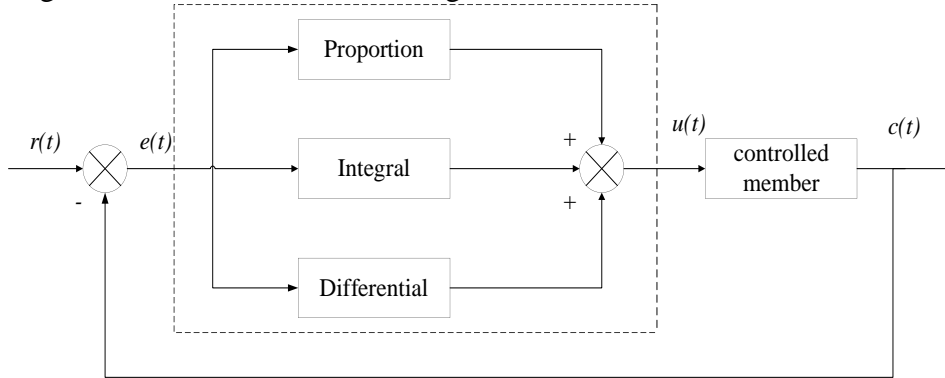 Proportion
r(t)
e(t)
+
u(t)
c(t)
Integral
controlled
member
-
+
Differential